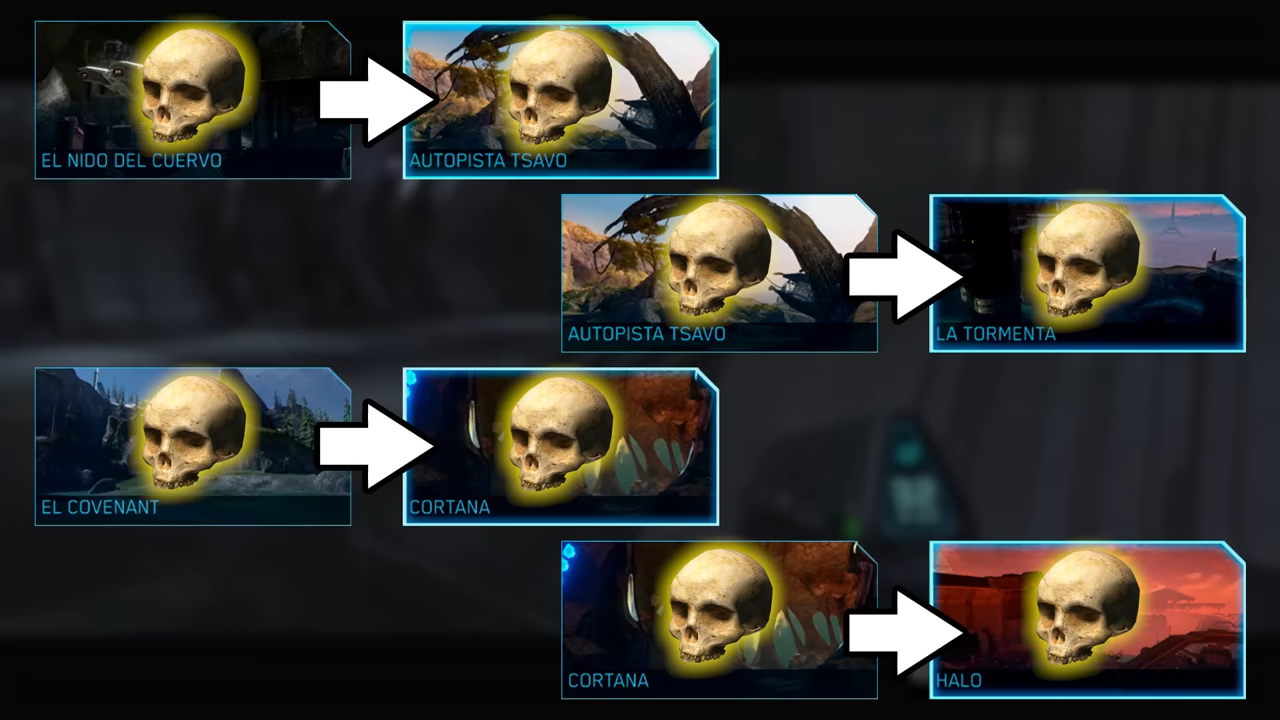 EL NIDO DEL CUERVO
AUTOPISTA TSAVO
AUTOPISTA TSAVO
LA TORMENTA
EL COVENANT
CORTANA
CORTANA
HALO